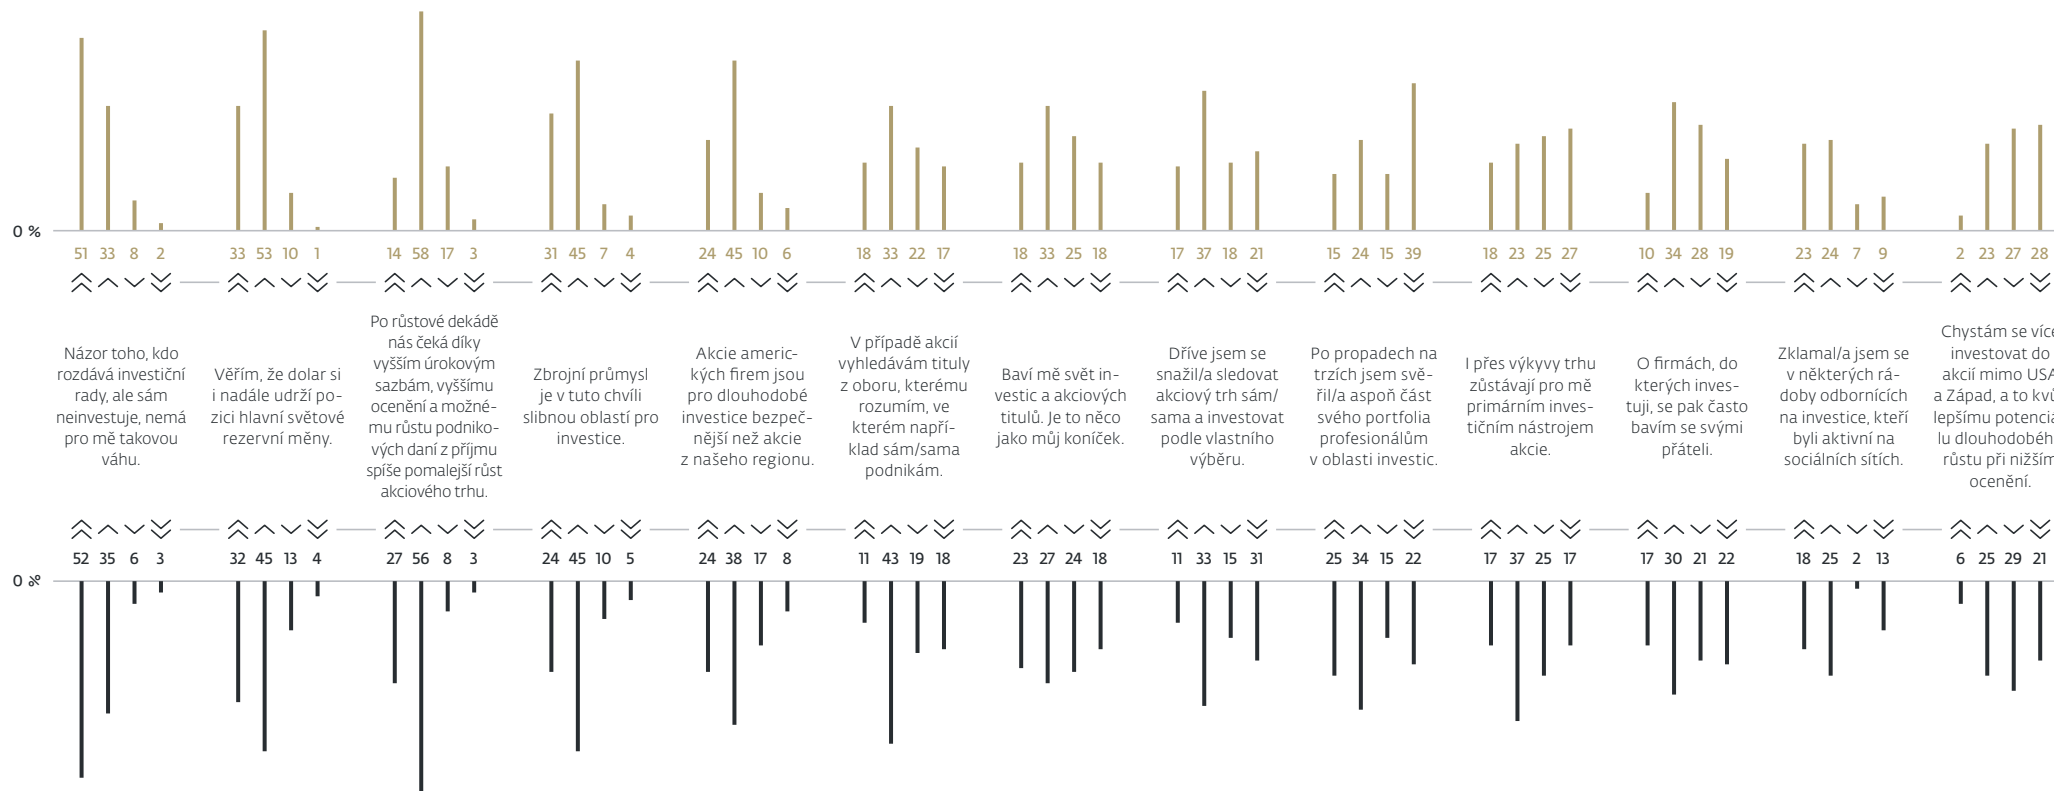 0 %
51 33 8 2
33 53 10 1
14 58 17 3
31 45 7 4
24 45 10 6
18 33 22 17
18 33 25 18
17 37 18 21
15 24 15 39
18 23 25 27
10 34 28 19
23 24 7 9
2 23 27 28
Názor toho, kdo
rozdává investiční
rady, ale sám
neinvestuje, nemá
pro mě takovou
váhu.
Věřím, že dolar si
i nadále udrží po-
zici hlavní světové
rezervní měny.
Po růstové dekádě
nás čeká díky
vyšším úrokovým
sazbám, vyššímu
ocenění a možné-
mu růstu podniko-
vých daní z příjmu
spíše pomalejší růst
akciového trhu.
Zbrojní průmysl
je v tuto chvíli
slibnou oblastí pro
investice.
Akcie americ-
kých firem jsou
pro dlouhodobé
investice bezpeč-
nější než akcie
z našeho regionu.
V případě akcií
vyhledávám tituly
z oboru, kterému
rozumím, ve
kterém napří-
klad sám/sama
podnikám.
Baví mě svět in-
vestic a akciových
titulů. Je to něco
jako můj koníček.
Dříve jsem se
snažil/a sledovat
akciový trh sám/
sama a investovat
podle vlastního
výběru.
Po propadech na
trzích jsem svě-
řil/a aspoň část
svého portfolia
profesionálům
v oblasti investic.
I přes výkyvy trhu
zůstávají pro mě
primárním inves-
tičním nástrojem
akcie.
O firmách, do
kterých inves-
tuji, se pak často
bavím se svými
přáteli.
Zklamal/a jsem se
v některých rá-
doby odbornících
na investice, kteří
byli aktivní na
sociálních sítích.
Chystám se více
investovat do
akcií mimo USA
a Západ, a to kvů
lepšímu potenciá
lu dlouhodobéh
růstu při nižším
ocenění.
52 35 6 3
32 45 13 4
27 56 8 3
24 45 10 5
24 38 17 8
11 43 19 18
23 27 24 18
11 33 15 31
25 34 15 22
17 37 25 17
17 30 21 22
18 25 2 13
6 25 29 21
0 %